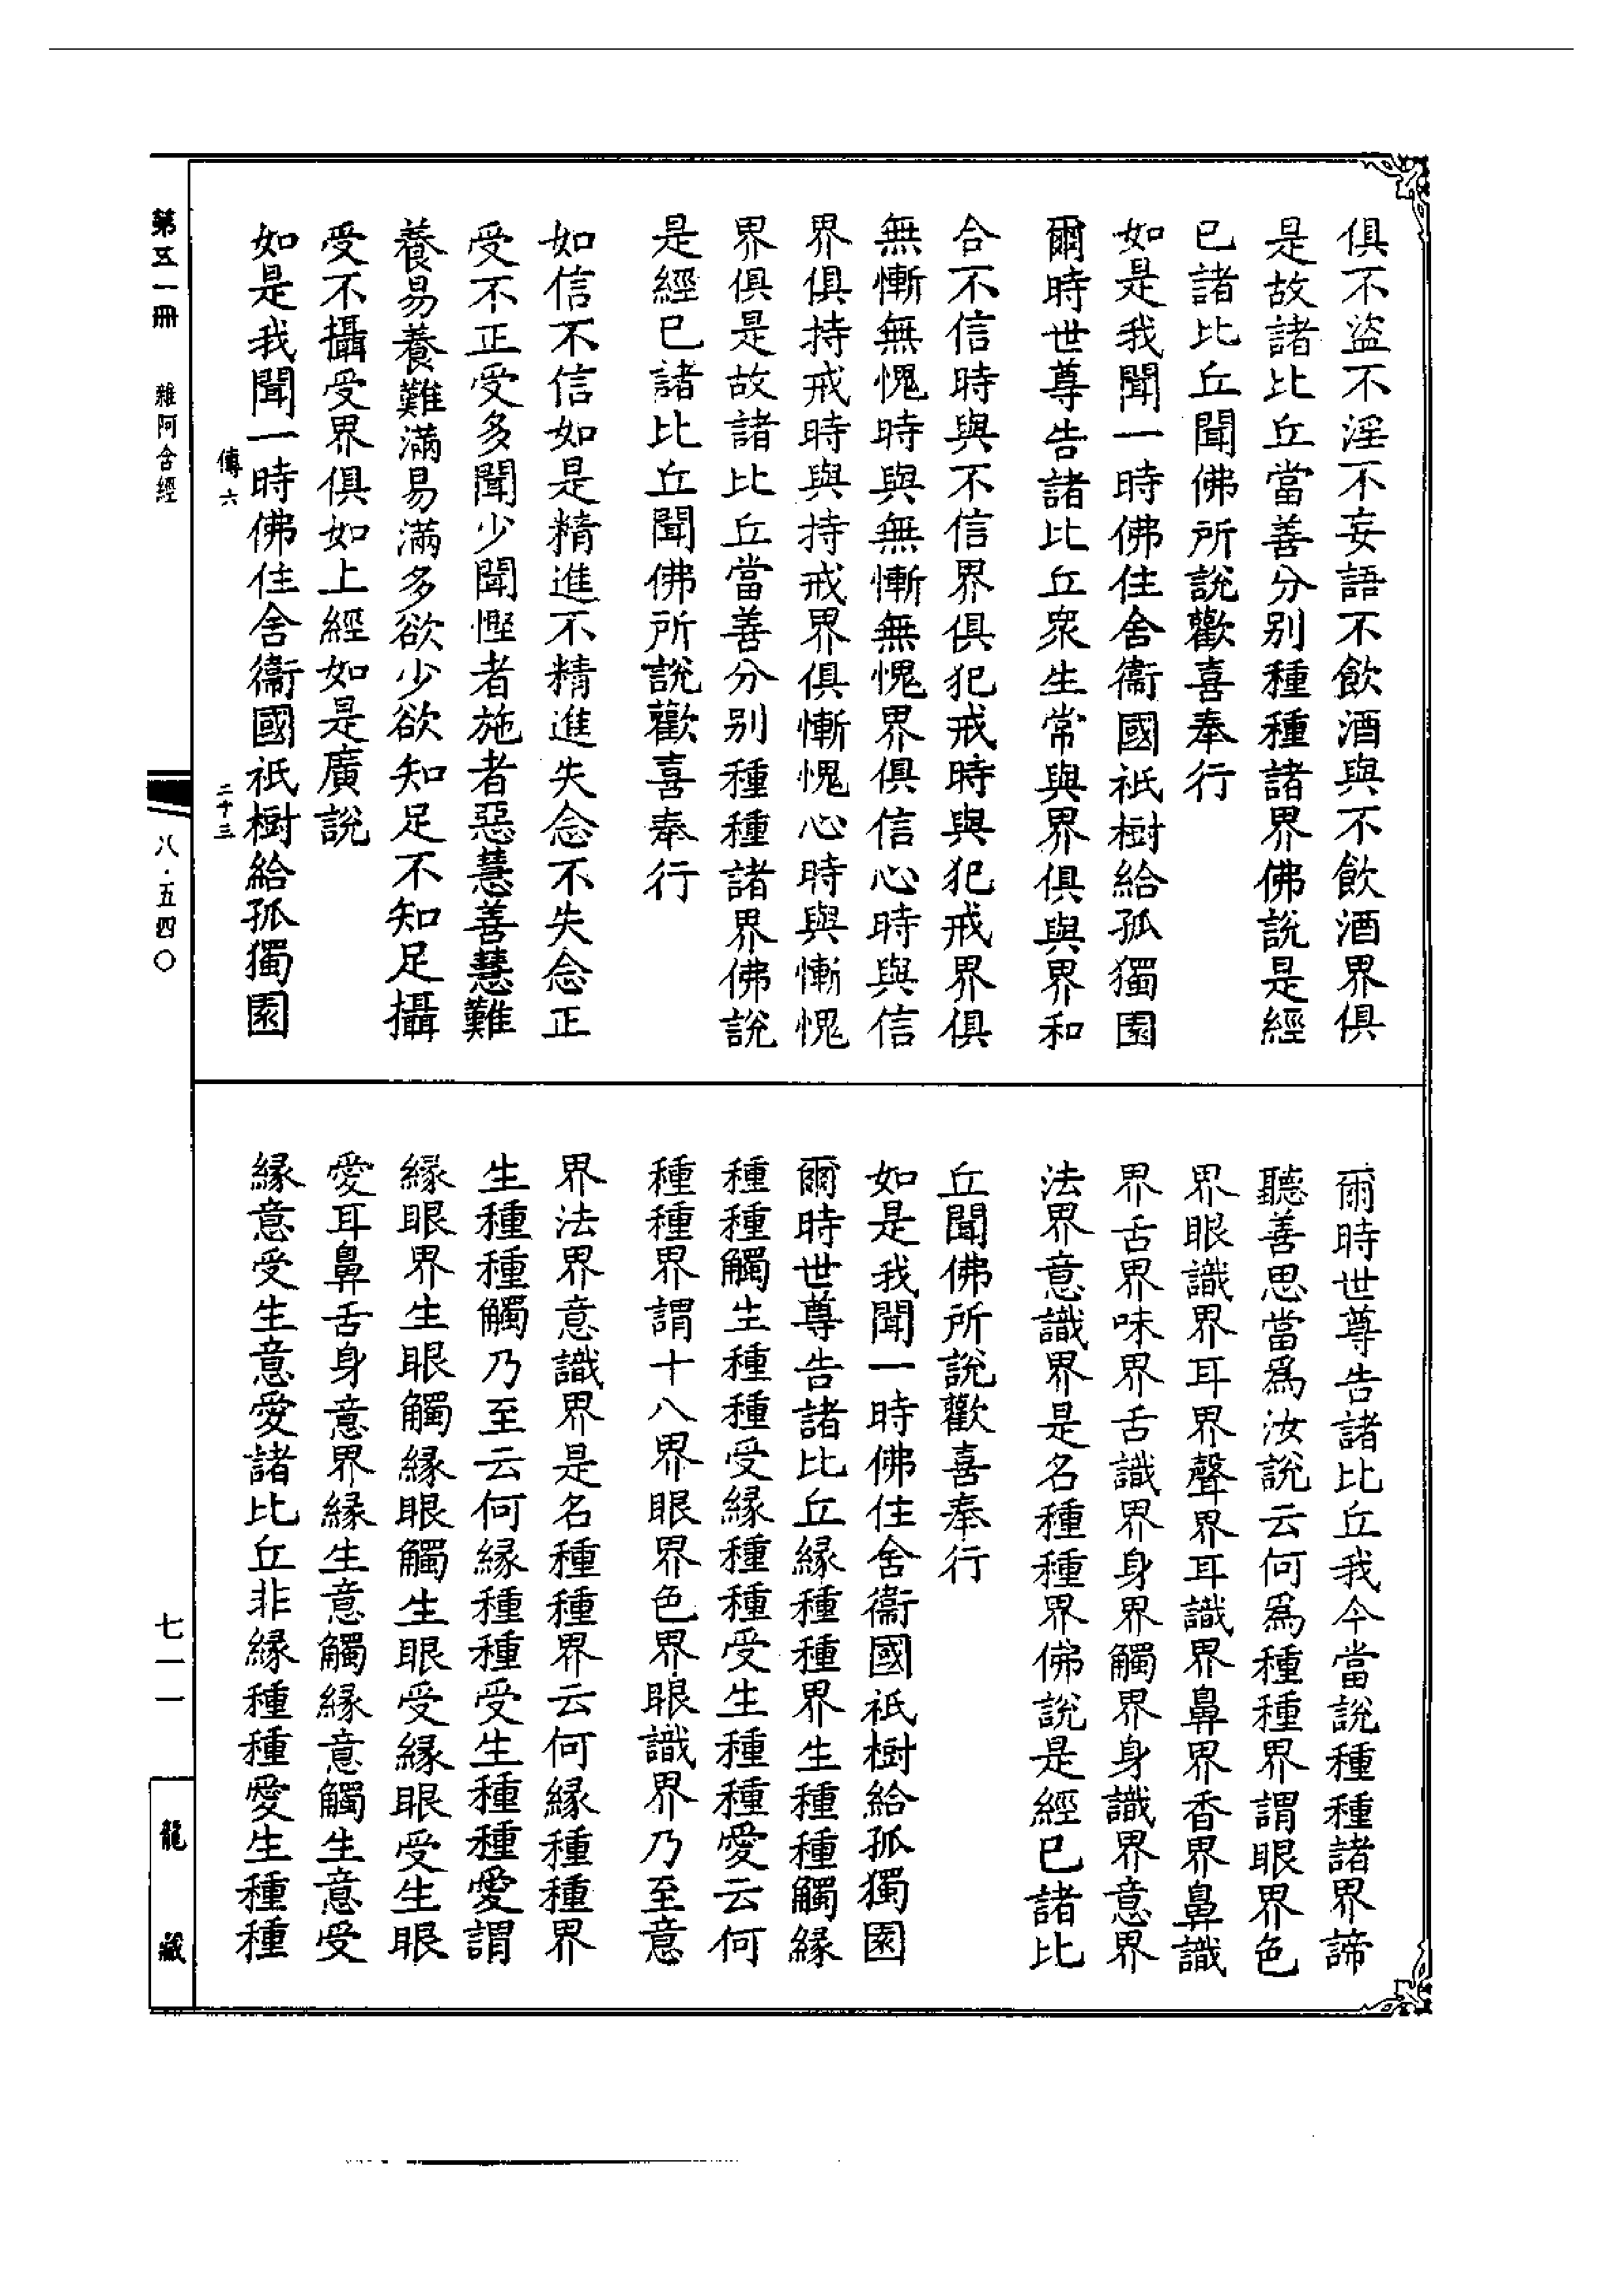 俱不盜不淫不妄語不飲酒與不飲酒界俱
是故諸比丘當善分别種種諸界佛說是經
已諸比丘聞佛所說歡喜奉行
如是我聞一時佛住舍衞國祇樹給孤獨園
爾時世尊告諸比丘眾生常與界俱與界和
合不信時與不信界俱犯戒時與犯戒界俱
無慚無愧時與無慚無愧界俱信心時與信
界俱持戒時與持戒界俱慚愧心時與慚愧
界俱是故諸比丘當善分别種種諸界佛說
是經已諸比丘聞佛所說歡喜奉行
如信不信如是精進不精進失念不失念正
受不正受多聞少聞慳者施者惡慧善慧難
養易養難滿易滿多欲少欲知足不知足攝
受不攝受界俱如上經如是廣說
如是我聞一時佛住舍衞國祇樹給孤獨園
爾時世尊告諸比丘我今當說種種諸界諦
聽善思當爲汝說云何爲種種界謂眼界色
界眼識界耳界聲界耳識界鼻界香界鼻識
界舌界味界舌識界身界觸界身識界意界
法界意識界是名種種界佛說是經已諸比
丘聞佛所說歡喜奉行
如是我聞一時佛住舍衞國祇樹給孤獨園
爾時世尊告諸比丘緣種種界生種種觸緣
種種觸生種種受緣種種受生種種愛云何
種種界謂十八界眼界色界眼識界乃至意
界法界意識界是名種種界云何緣種種界
生種種觸乃至云何緣種種受生種種愛謂
緣眼界生眼觸緣眼觸生眼受緣眼受生眼
愛耳鼻舌身意界緣生意觸緣意觸生意受
緣意受生意愛諸比丘非緣種種愛生種種
傳六 二十三
第五一冊 雜阿含經 八·五四〇 七一一 龍藏